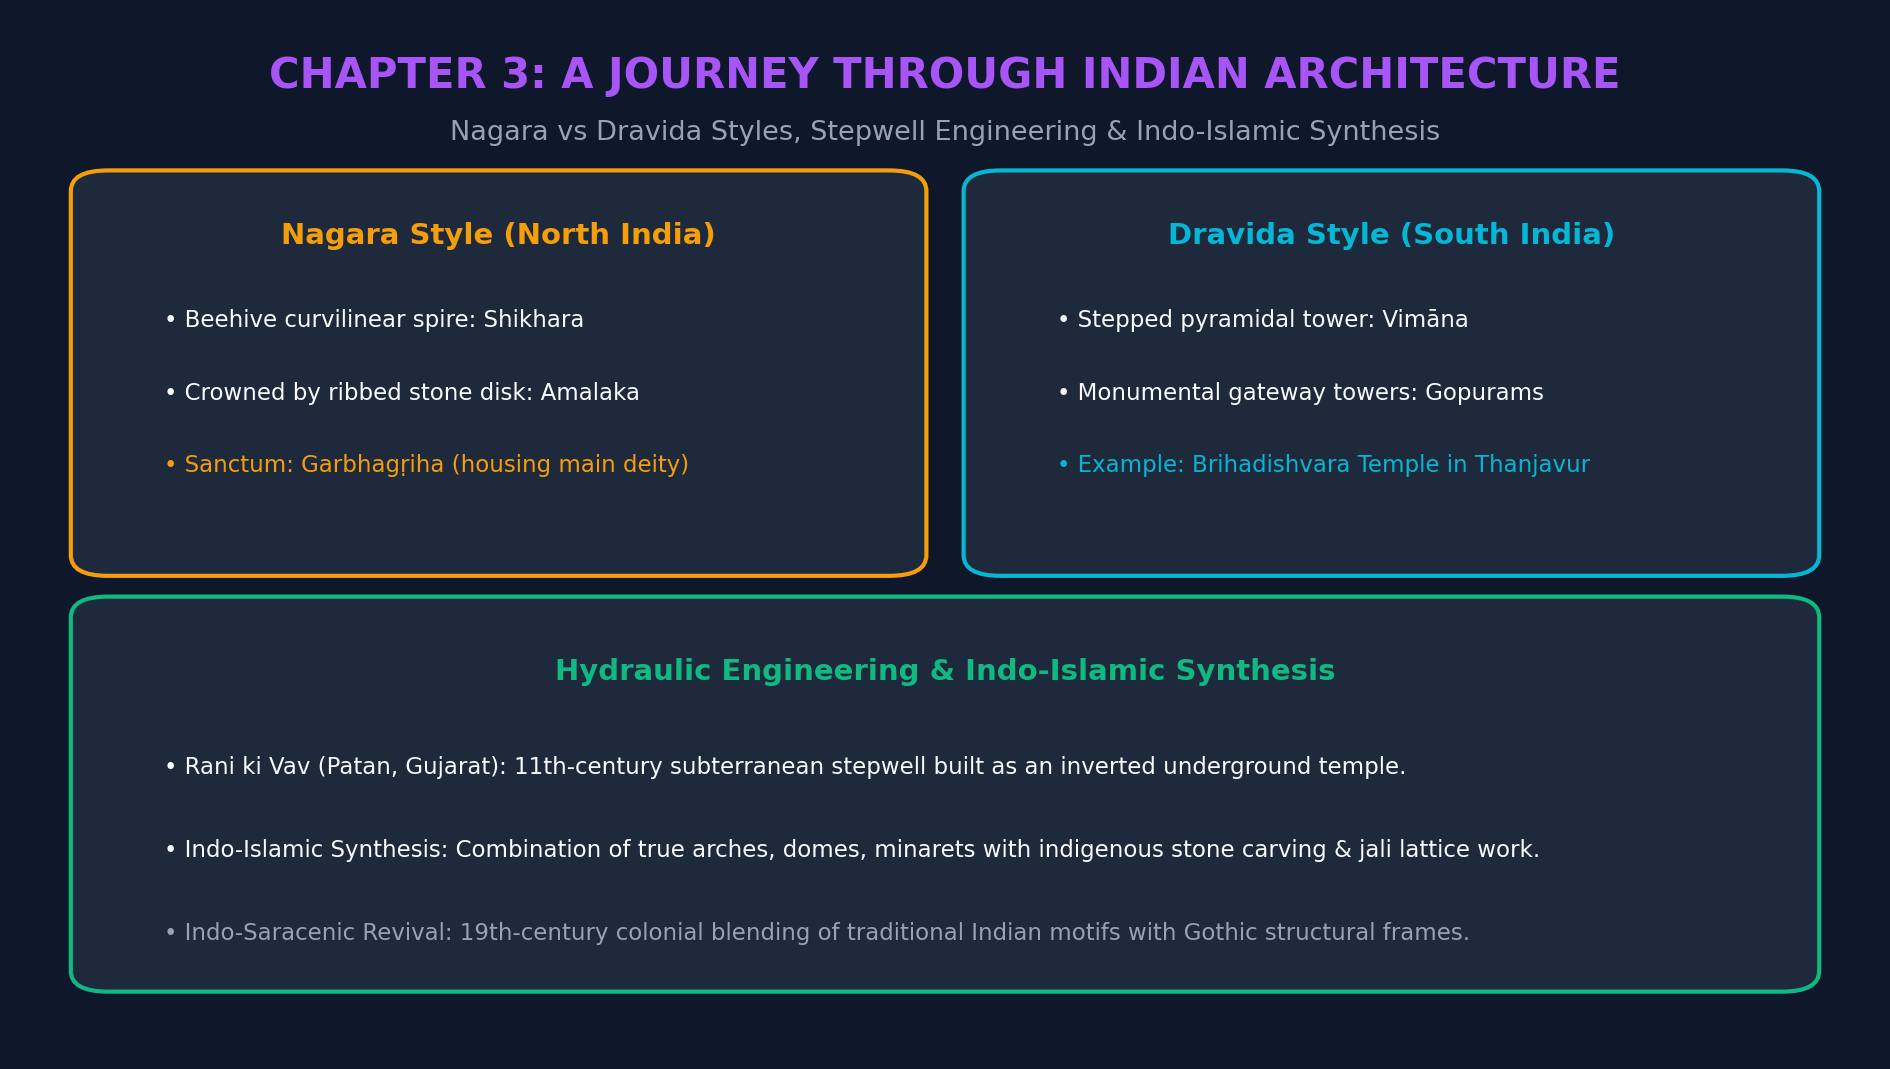 CHAPTER 3: A JOURNEY THROUGH INDIAN ARCHITECTURE
Nagara vs Dravida Styles, Stepwell Engineering & Indo-Islamic Synthesis
Nagara Style (North India)
• Beehive curvilinear spire: Shikhara
• Crowned by ribbed stone disk: Amalaka
• Sanctum: Garbhagṛiha (housing main deity)
Dravida Style (South India)
• Stepped pyramidal tower: Vimāna
• Monumental gateway towers: Gopurams
• Example: Brihadishvara Temple in Thanjavur
Hydraulic Engineering & Indo-Islamic Synthesis
• Rani ki Vav (Patan, Gujarat): 11th-century subterranean stepwell built as an inverted underground temple.
• Indo-Islamic Synthesis: Combination of true arches, domes, minarets with indigenous stone carving & jali lattice work.
• Indo-Saracenic Revival: 19th-century colonial blending of traditional Indian motifs with Gothic structural frames.